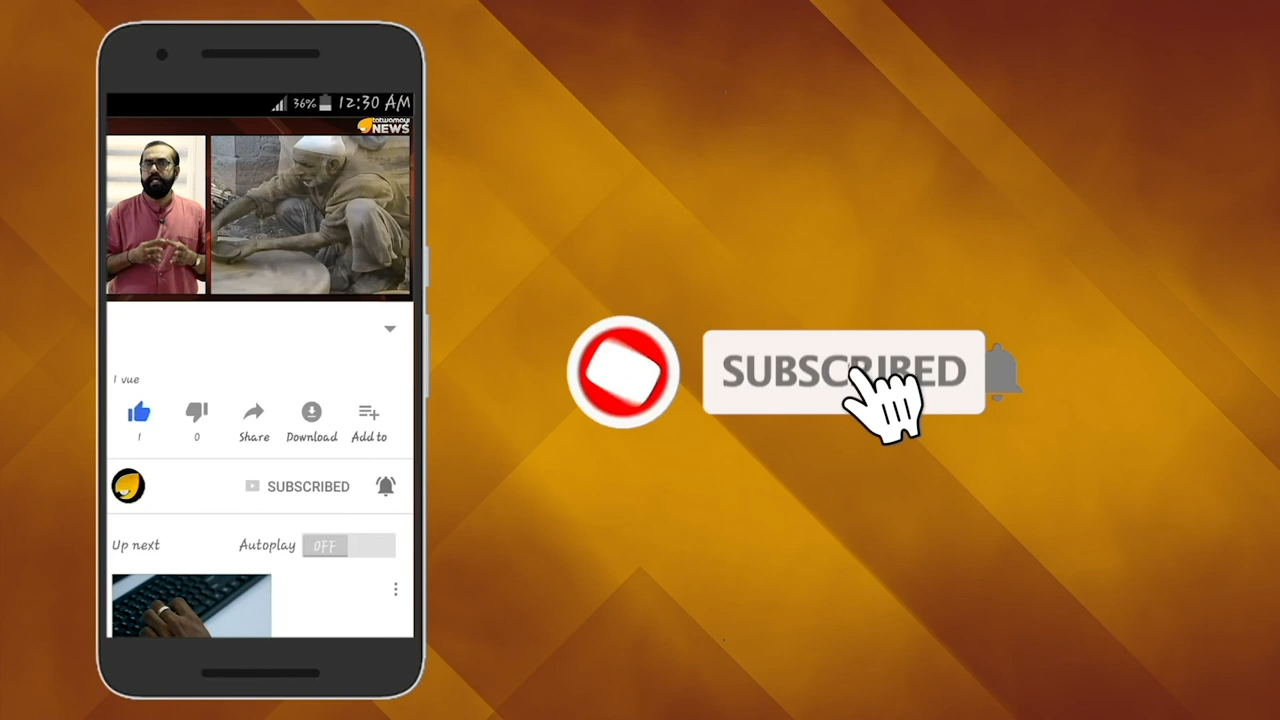 36% 12:30 AM
tatwamayi
NEWS
1 vue
1
0
Share
Download
Add to
SUBSCRIBED
Up next
Autoplay
OFF
SUBSCRIBED